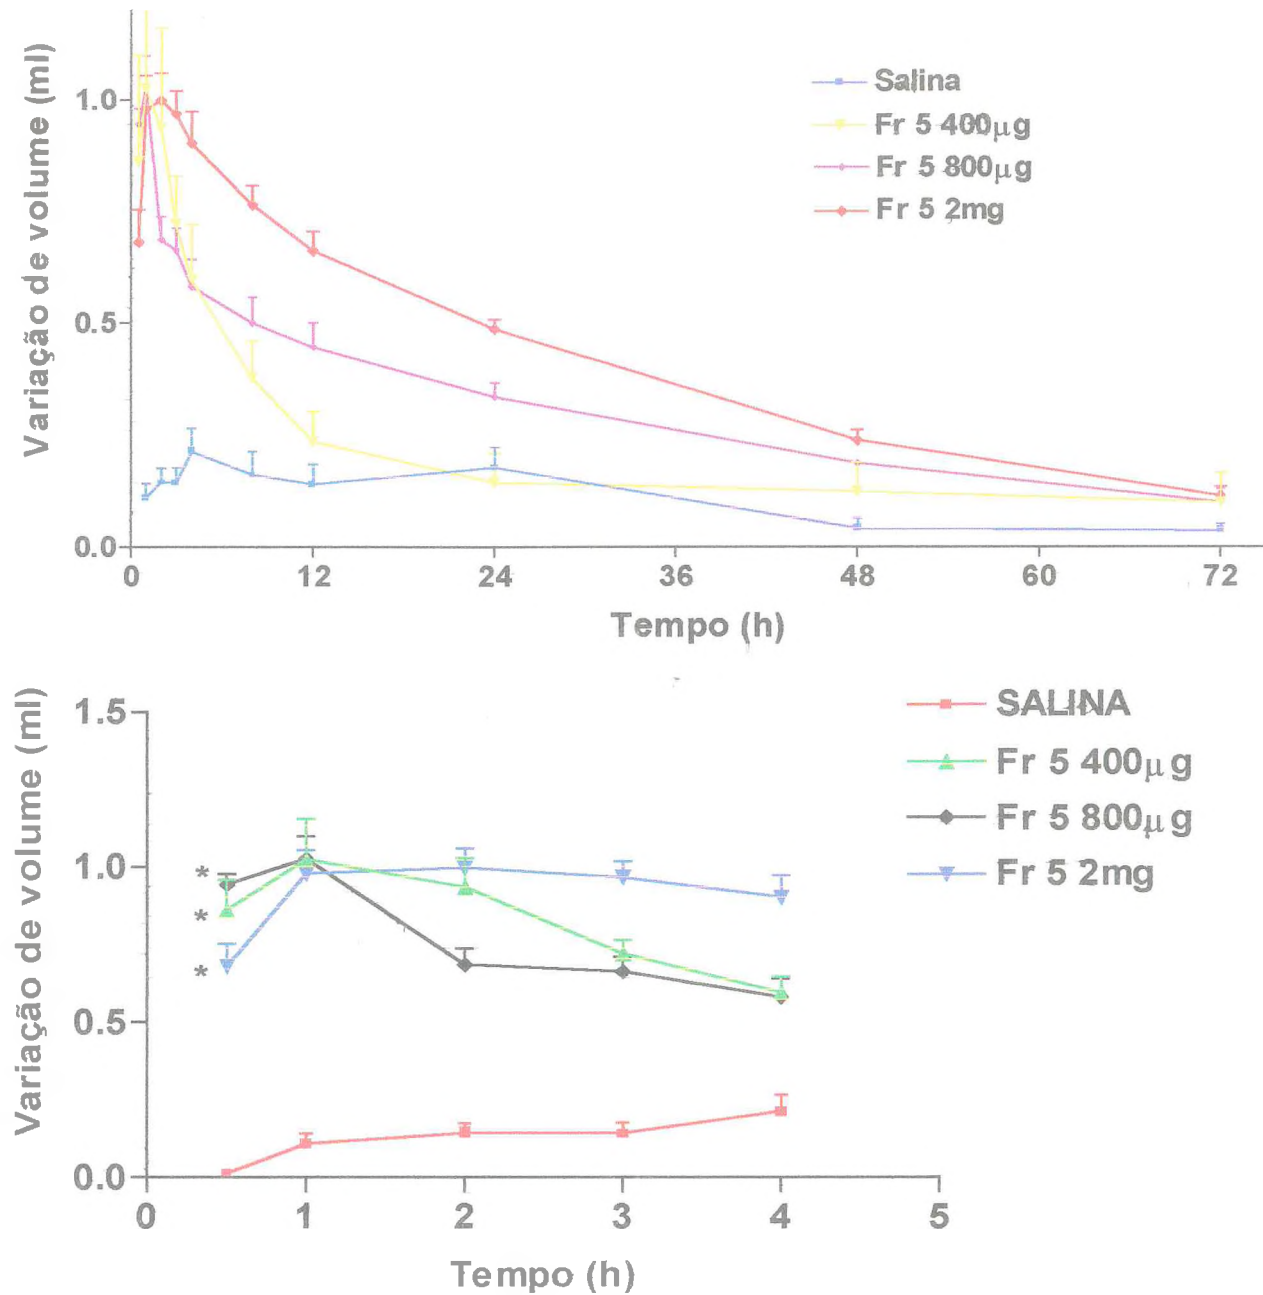 Variação de volume (ml)
1.0
0.5
0.0
0 12 24 36 48 60 72
Tempo (h)
Salina
Fr 5 400μg
Fr 5 800μg
Fr 5 2mg
Variação de volume (ml)
1.5
1.0
0.5
0.0
*
*
*
0 1 2 3 4 5
Tempo (h)
SALINA
Fr 5 400μg
Fr 5 800μg
Fr 5 2mg